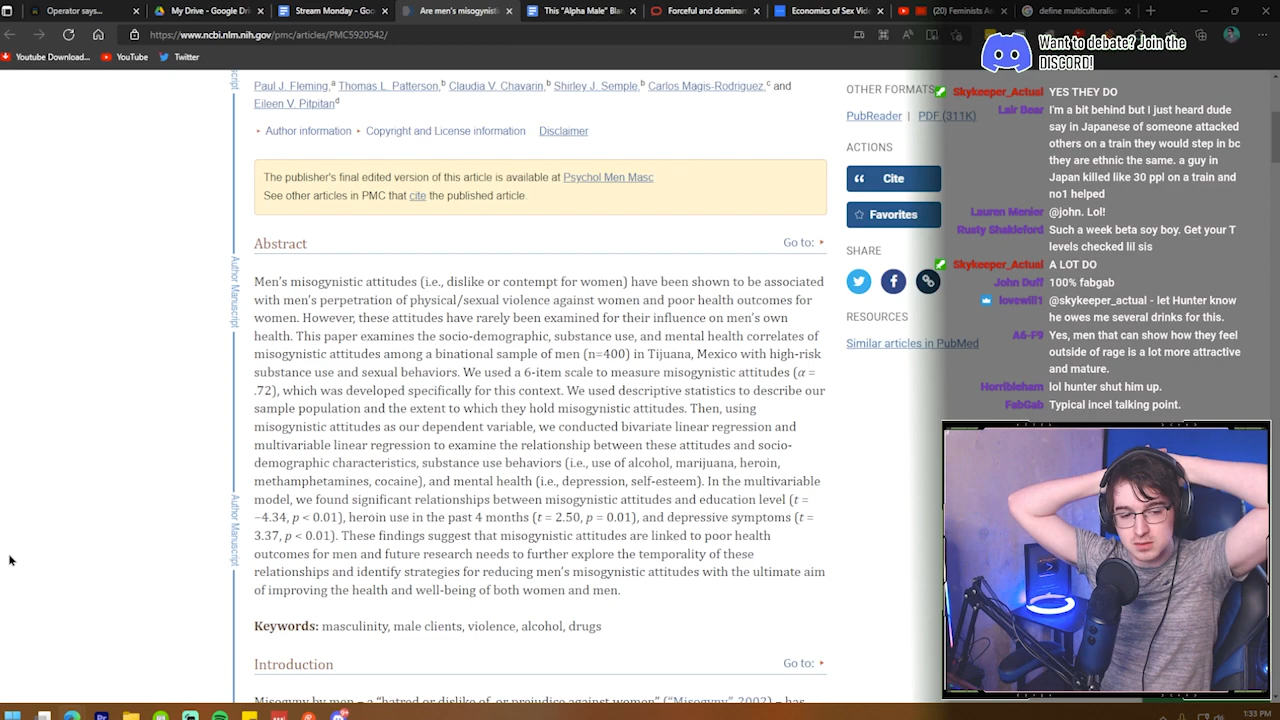 Operator says...
My Drive - Google Dri
Stream Monday - Goo
Are men's misogynisti
This "Alpha Male" Bla
Forceful and dominan
Economics of Sex Vid
(20) Feminists A
define multiculturalis
https://www.ncbi.nlm.nih.gov/pmc/articles/PMC5920542/
Youtube Download...
YouTube
Twitter
Want to debate? Join the
DISCORD!
Paul J. Fleming,a Thomas L. Patterson,b Claudia V. Chavarin,b Shirley J. Semple,b Carlos Magis-Rodriguez,c and
Eileen V. Pitpitand
Author information Copyright and License information Disclaimer
The publisher's final edited version of this article is available at Psychol Men Masc
See other articles in PMC that cite the published article.
Abstract
Go to:
Men's misogynistic attitudes (i.e., dislike or contempt for women) have been shown to be associated
with men's perpetration of physical/sexual violence against women and poor health outcomes for
women. However, these attitudes have rarely been examined for their influence on men's own
health. This paper examines the socio-demographic, substance use, and mental health correlates of
misogynistic attitudes among a binational sample of men (n=400) in Tijuana, Mexico with high-risk
substance use and sexual behaviors. We used a 6-item scale to measure misogynistic attitudes (α =
.72), which was developed specifically for this context. We used descriptive statistics to describe our
sample population and the extent to which they hold misogynistic attitudes. Then, using
misogynistic attitudes as our dependent variable, we conducted bivariate linear regression and
multivariable linear regression to examine the relationship between these attitudes and socio-
demographic characteristics, substance use behaviors (i.e., use of alcohol, marijuana, heroin,
methamphetamines, cocaine), and mental health (i.e., depression, self-esteem). In the multivariable
model, we found significant relationships between misogynistic attitudes and education level (t =
−4.34, p < 0.01), heroin use in the past 4 months (t = 2.50, p = 0.01), and depressive symptoms (t =
3.37, p < 0.01). These findings suggest that misogynistic attitudes are linked to poor health
outcomes for men and future research needs to further explore the temporality of these
relationships and identify strategies for reducing men's misogynistic attitudes with the ultimate aim
of improving the health and well-being of both women and men.
Keywords: masculinity, male clients, violence, alcohol, drugs
Introduction
Go to:
Author Manuscript
Author Manuscript
OTHER FORMATS
PubReader | PDF (311K)
ACTIONS
Cite
Favorites
SHARE
RESOURCES
Similar articles in PubMed
Skykeeper_Actual YES THEY DO
Lair Bear I'm a bit behind but I just heard dude
say in Japanese of someone attacked
others on a train they would step in bc
they are ethnic the same. a guy in
Japan killed like 30 ppl on a train and
no1 helped
Lauren Menier @john. Lol!
Rusty Shakleford Such a week beta soy boy. Get your T
levels checked lil sis
Skykeeper_Actual A LOT DO
John Duff 100% fabgab
lovewill1 @skykeeper_actual - let Hunter know
he owes me several drinks for this.
A6-F9 Yes, men that can show how they feel
outside of rage is a lot more attractive
and mature.
Horribleham lol hunter shut him up.
FabGab Typical incel talking point.
1:33 PM